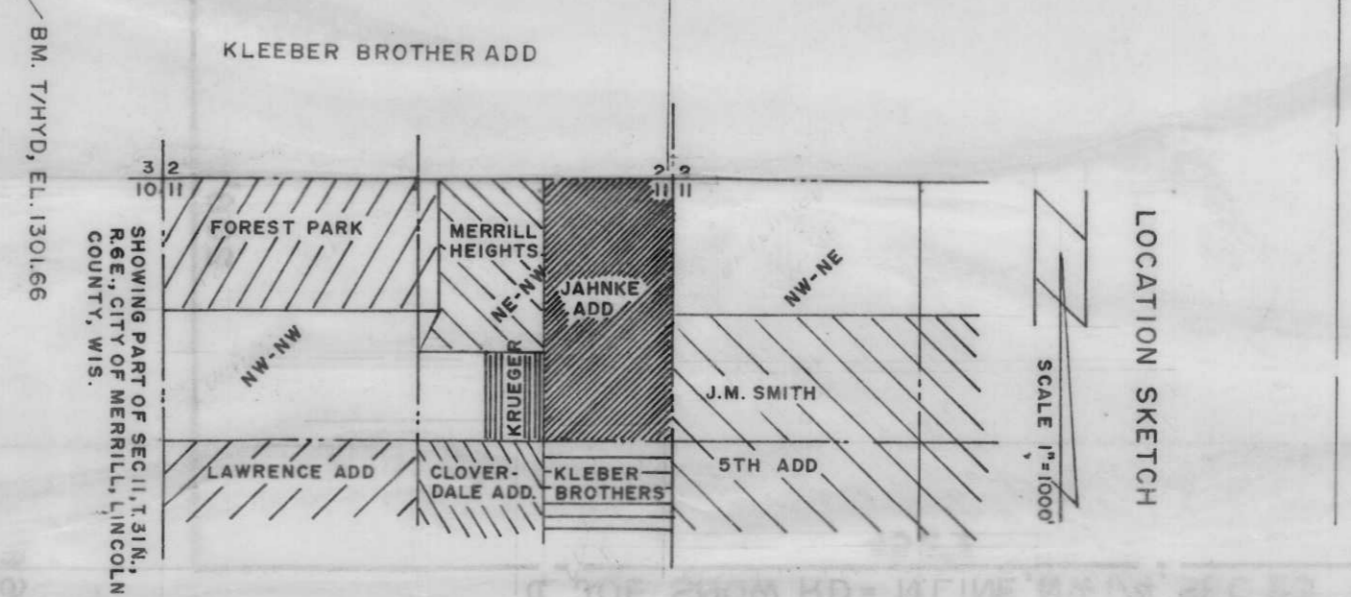 KLEEBER BROTHER ADD
BM. T/HYD, EL. 1301.66
LOCATION SKETCH
SCALE 1" = 1000'
3 2
10 11
2 2
11 11
FOREST PARK
MERRILL
HEIGHTS
NE-NW
JAHNKE
ADD
NW-NE
NW-NW
KRUEGER
J.M. SMITH
LAWRENCE ADD
CLOVER-
DALE ADD.
KLEBER
BROTHERS
5TH ADD
SHOWING PART OF SEC 11, T.31N.,
R.6E., CITY OF MERRILL, LINCOLN
COUNTY, WIS.